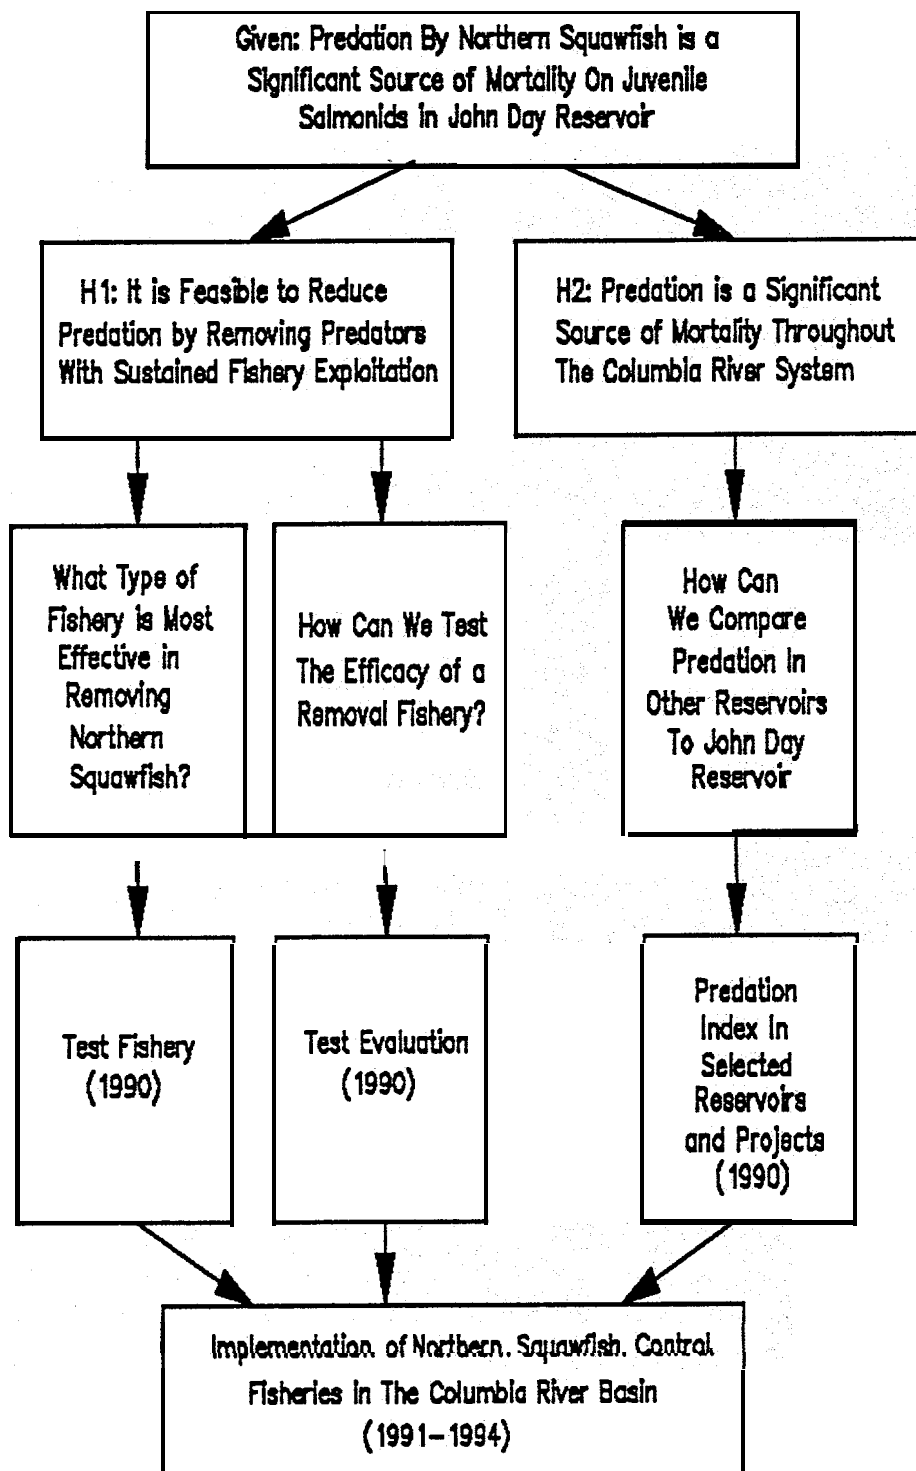 Given: Predation By Northern Squawfish is a
Significant Source of Mortality On Juvenile
Salmonids in John Day Reservoir
H1: It is Feasible to Reduce
Predation by Removing Predators
With Sustained Fishery Exploitation
H2: Predation is a Significant
Source of Mortality Throughout
The Columbia River System
What Type of
Fishery is Most
Effective in
Removing
Northern
Squawfish?
How Can We Test
The Efficacy of a
Removal Fishery?
How Can
We Compare
Predation In
Other Reservoirs
To John Day
Reservoir
Test Fishery
(1990)
Test Evaluation
(1990)
Predation
Index In
Selected
Reservoirs
and Projects
(1990)
Implementation of Northern Squawfish Control
Fisheries in The Columbia River Basin
(1991-1994)